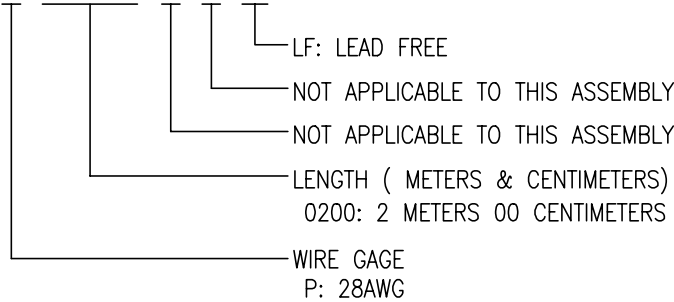 LF: LEAD FREE
NOT APPLICABLE TO THIS ASSEMBLY
NOT APPLICABLE TO THIS ASSEMBLY
LENGTH ( METERS & CENTIMETERS)
0200: 2 METERS 00 CENTIMETERS
WIRE GAGE
P: 28AWG